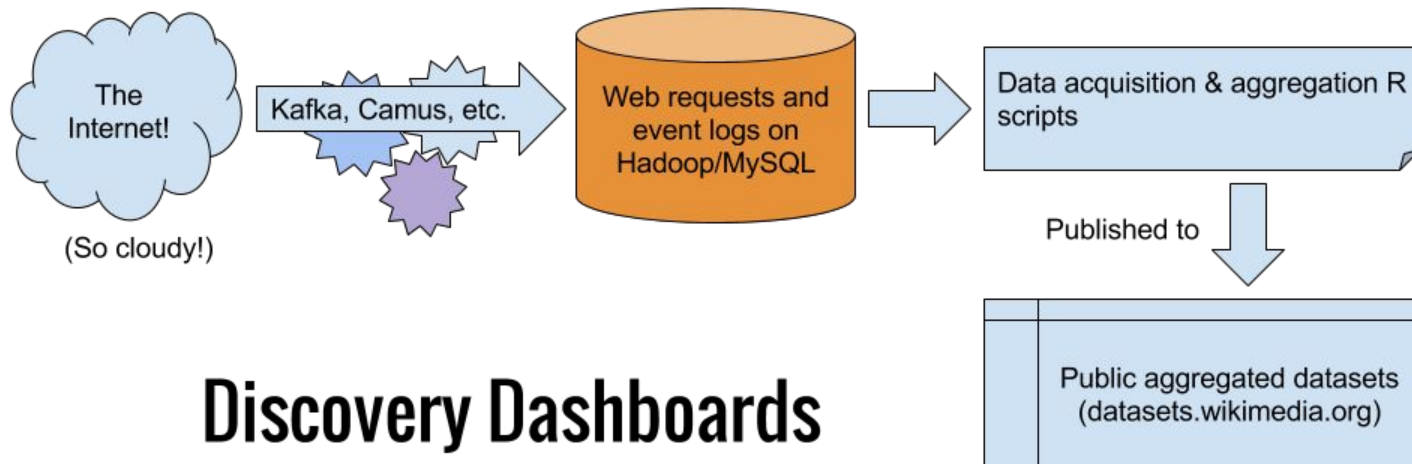 The
Internet!
(So cloudy!)
Kafka, Camus, etc.
Web requests and
event logs on
Hadoop/MySQL
Data acquisition & aggregation R
scripts
Published to
Public aggregated datasets
(datasets.wikimedia.org)
Discovery Dashboards